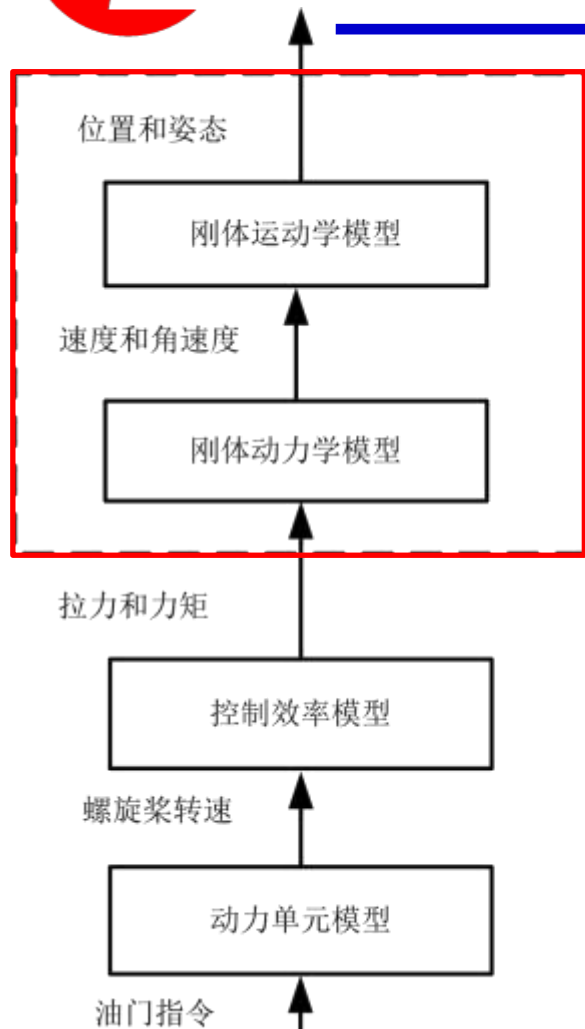 位置和姿态
刚体运动学模型
速度和角速度
刚体动力学模型
拉力和力矩
控制效率模型
螺旋桨转速
动力单元模型
油门指令